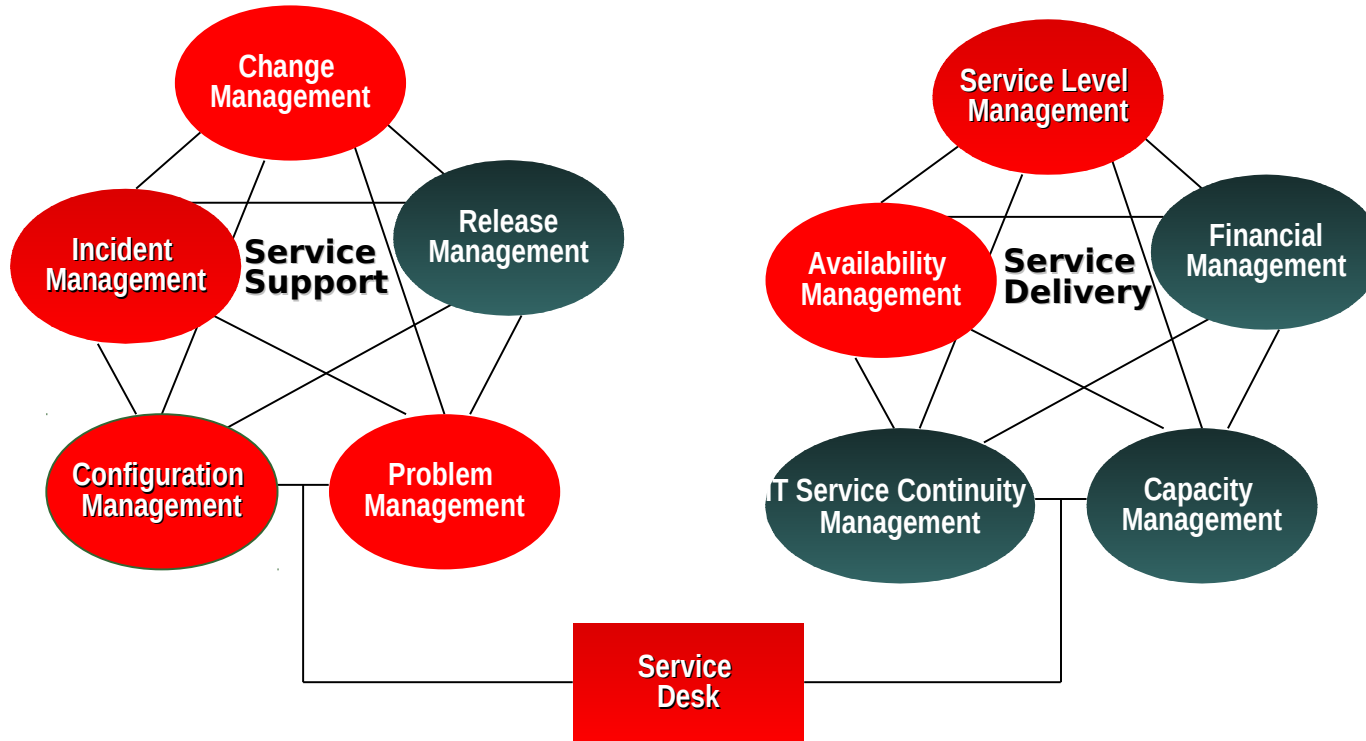 Change
Management
Incident
Management
Release
Management
Service
Support
Configuration
Management
Problem
Management
Service Level
Management
Availability
Management
Financial
Management
Service
Delivery
IT Service Continuity
Management
Capacity
Management
Service
Desk